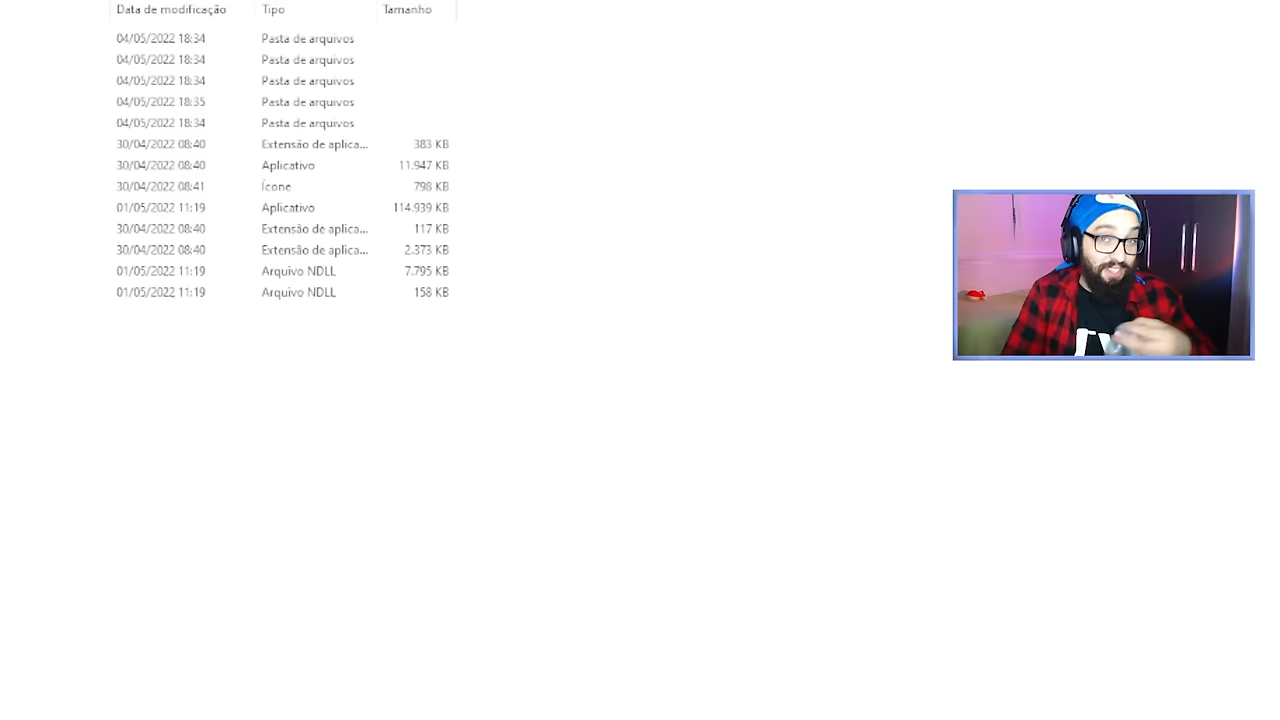 Data de modificação Tipo Tamanho
04/05/2022 18:34 Pasta de arquivos
04/05/2022 18:34 Pasta de arquivos
04/05/2022 18:34 Pasta de arquivos
04/05/2022 18:35 Pasta de arquivos
04/05/2022 18:34 Pasta de arquivos
30/04/2022 08:40 Extensão de aplica... 383 KB
30/04/2022 08:40 Aplicativo 11.947 KB
30/04/2022 08:41 Ícone 798 KB
01/05/2022 11:19 Aplicativo 114.939 KB
30/04/2022 08:40 Extensão de aplica... 117 KB
30/04/2022 08:40 Extensão de aplica... 2.373 KB
01/05/2022 11:19 Arquivo NDLL 7.795 KB
01/05/2022 11:19 Arquivo NDLL 158 KB